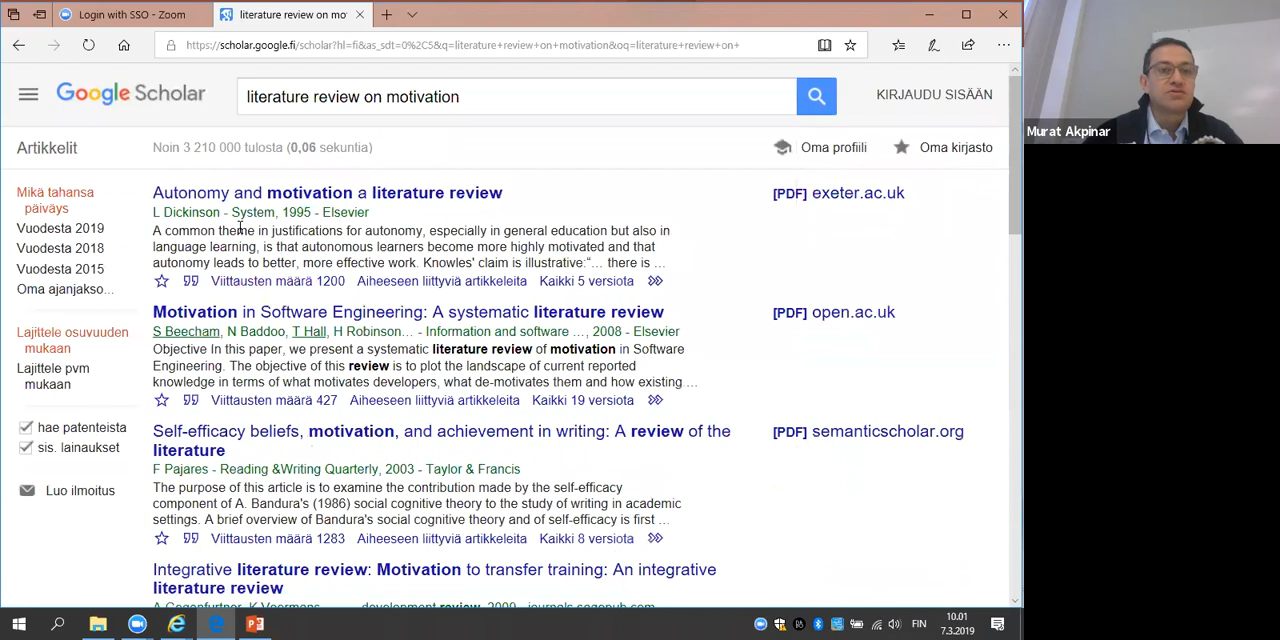 Login with SSO - Zoom
literature review on mo
https://scholar.google.fi/scholar?hl=fi&as_sdt=0%2C5&q=literature+review+on+motivation&oq=literature+review+on+
Google Scholar
literature review on motivation
KIRJAUDU SISÄÄN
Murat Akpinar
Artikkelit
Noin 3 210 000 tulosta (0,06 sekuntia)
Oma profiili
Oma kirjasto
Mikä tahansa
päiväys
Vuodesta 2019
Vuodesta 2018
Vuodesta 2015
Oma ajanjakso...
Lajittele osuvuuden
mukaan
Lajittele pvm
mukaan
hae patenteista
sis. lainaukset
Luo ilmoitus
Autonomy and motivation a literature review
[PDF] exeter.ac.uk
L Dickinson - System, 1995 - Elsevier
A common theme in justifications for autonomy, especially in general education but also in
language learning, is that autonomous learners become more highly motivated and that
autonomy leads to better, more effective work. Knowles' claim is illustrative:“… there is …
Viittausten määrä 1200 Aiheeseen liittyviä artikkeleita Kaikki 5 versiota
Motivation in Software Engineering: A systematic literature review
[PDF] open.ac.uk
S Beecham, N Baddoo, T Hall, H Robinson… - Information and software …, 2008 - Elsevier
Objective In this paper, we present a systematic literature review of motivation in Software
Engineering. The objective of this review is to plot the landscape of current reported
knowledge in terms of what motivates developers, what de-motivates them and how existing …
Viittausten määrä 427 Aiheeseen liittyviä artikkeleita Kaikki 19 versiota
Self-efficacy beliefs, motivation, and achievement in writing: A review of the
literature
[PDF] semanticscholar.org
F Pajares - Reading &Writing Quarterly, 2003 - Taylor & Francis
The purpose of this article is to examine the contribution made by the self-efficacy
component of A. Bandura's (1986) social cognitive theory to the study of writing in academic
settings. A brief overview of Bandura's social cognitive theory and of self-efficacy is first …
Viittausten määrä 1283 Aiheeseen liittyviä artikkeleita Kaikki 8 versiota
Integrative literature review: Motivation to transfer training: An integrative
literature review
FIN
10.01
7.3.2019